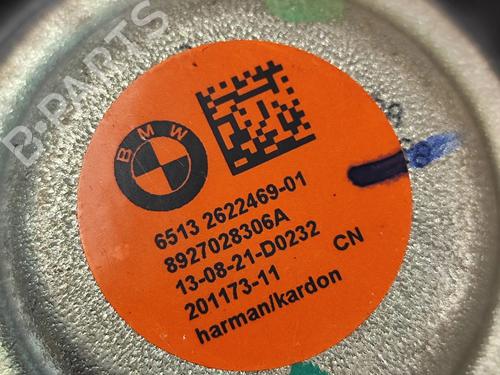 B-PARTS
BMW
6513 2622469-01
8927028306A
13-08-21-D0232
201173-11
CN
harman/kardon